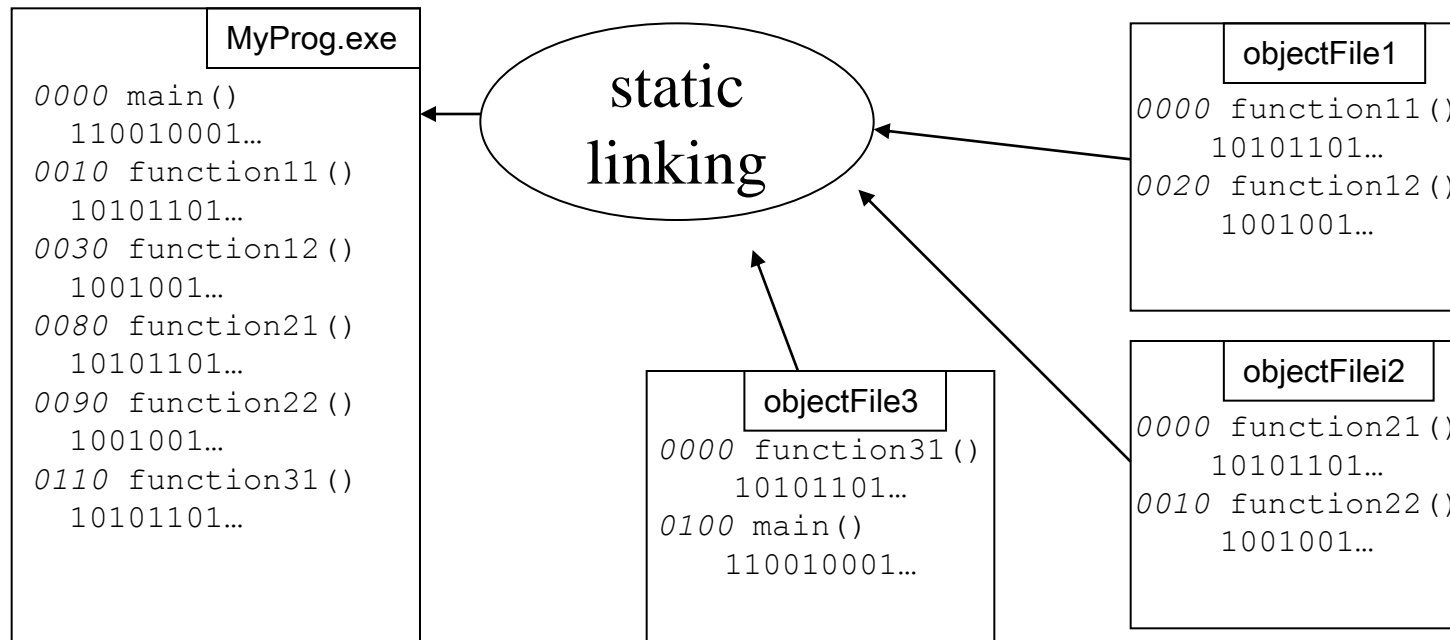 MyProg.exe
0000 main()
110010001…
0010 function11()
10101101…
0030 function12()
1001001…
0080 function21()
10101101…
0090 function22()
1001001…
0110 function31()
10101101…
static
linking
objectFile1
0000 function11()
10101101…
0020 function12()
1001001…
objectFilei2
0000 function21()
10101101…
0010 function22()
1001001…
objectFile3
0000 function31()
10101101…
0100 main()
110010001…